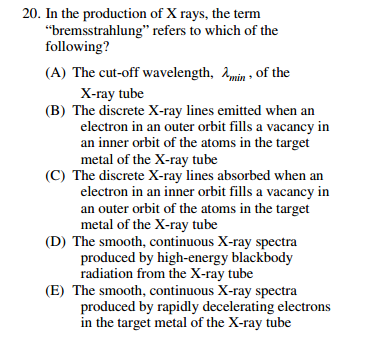 20. In the production of X rays, the term
“bremsstrahlung” refers to which of the
following?
(A) The cut-off wavelength, λmin , of the
X-ray tube
(B) The discrete X-ray lines emitted when an
electron in an outer orbit fills a vacancy in
an inner orbit of the atoms in the target
metal of the X-ray tube
(C) The discrete X-ray lines absorbed when an
electron in an inner orbit fills a vacancy in
an outer orbit of the atoms in the target
metal of the X-ray tube
(D) The smooth, continuous X-ray spectra
produced by high-energy blackbody
radiation from the X-ray tube
(E) The smooth, continuous X-ray spectra
produced by rapidly decelerating electrons
in the target metal of the X-ray tube